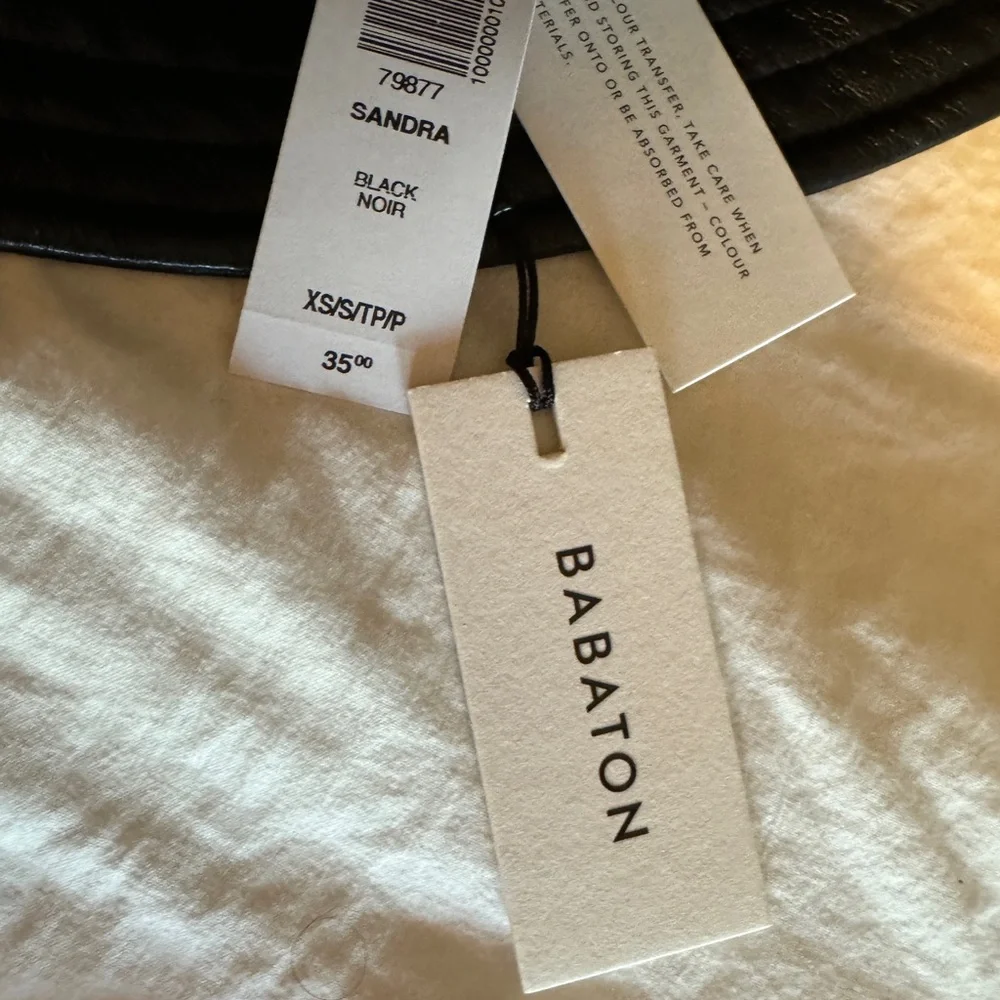 10000001
79877
SANDRA
BLACK
NOIR
XS/S/TP/P
35⁰⁰
OUR TRANSFER, TAKE CARE WHEN
D STORING THIS GARMENT – COLOUR
FER ONTO OR BE ABSORBED FROM
TERIALS.
BABATON